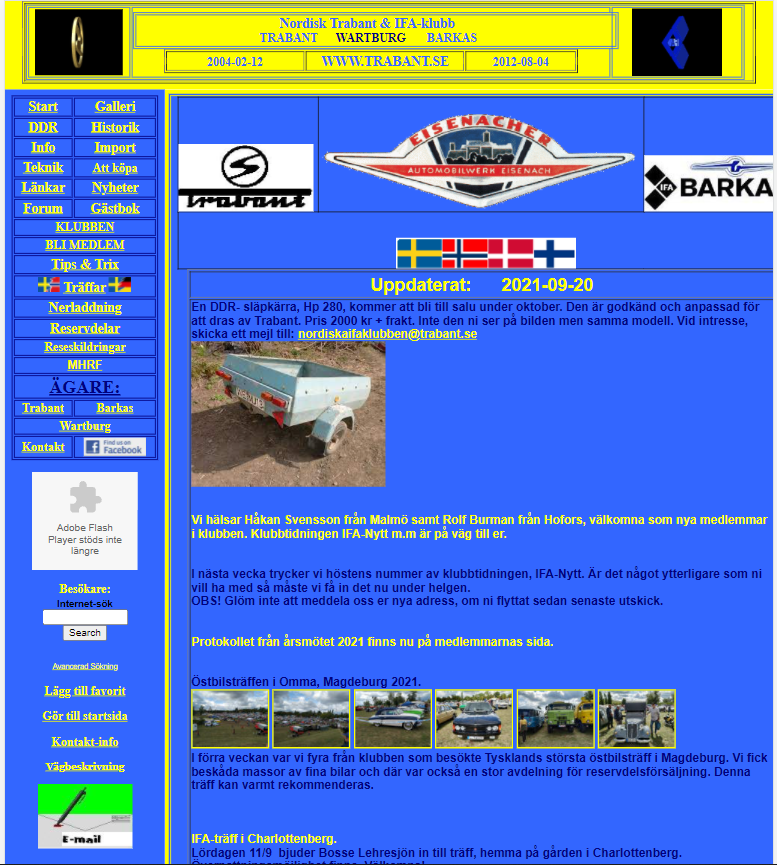 Nordisk Trabant & IFA-klubb
TRABANT WARTBURG BARKAS
2004-02-12 WWW.TRABANT.SE 2012-08-04
Start Galleri
DDR Historik
Info Import
Teknik Att köpa
Länkar Nyheter
Forum Gästbok
KLUBBEN
BLI MEDLEM
Tips & Trix
Träffar
Nerladdning
Reservdelar
Reseskildringar
MHRF
ÄGARE:
Trabant Barkas
Wartburg
Kontakt Find us on Facebook
Adobe Flash
Player stöds inte
längre
Besökare:
Internet-sök
Search
Avancerad Sökning
Lägg till favorit
Gör till startsida
Kontakt-info
Vägbeskrivning
E-mail
Trabant
EISENACHER
AUTOMOBILWERK EISENACH
IFA BARKA
Uppdaterat: 2021-09-20
En DDR- släpkärra, Hp 280, kommer att bli till salu under oktober. Den är godkänd och anpassad för
att dras av Trabant. Pris 2000 kr + frakt. Inte den ni ser på bilden men samma modell. Vid intresse,
skicka ett mejl till: nordiskaifaklubben@trabant.se
Vi hälsar Håkan Svensson från Malmö samt Rolf Burman från Hofors, välkomna som nya medlemmar
i klubben. Klubbtidningen IFA-Nytt m.m är på väg till er.
I nästa vecka trycker vi höstens nummer av klubbtidningen, IFA-Nytt. Är det något ytterligare som ni
vill ha med så måste vi få in det nu under helgen.
OBS! Glöm inte att meddela oss er nya adress, om ni flyttat sedan senaste utskick.
Protokollet från årsmötet 2021 finns nu på medlemmarnas sida.
Östbilsträffen i Omma, Magdeburg 2021.
I förra veckan var vi fyra från klubben som besökte Tysklands största östbilsträff i Magdeburg. Vi fick
beskåda massor av fina bilar och där var också en stor avdelning för reservdelsförsäljning. Denna
träff kan varmt rekommenderas.
IFA-träff i Charlottenberg.
Lördagen 11/9 bjuder Bosse Lehresjön in till träff, hemma på gården i Charlottenberg.